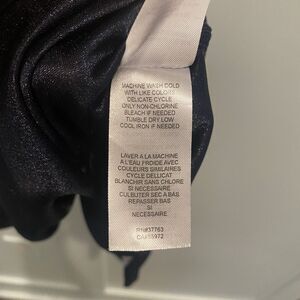 MACHINE WASH COLD
WITH LIKE COLORS
DELICATE CYCLE
ONLY NON-CHLORINE
BLEACH IF NEEDED
TUMBLE DRY LOW
COOL IRON IF NEEDED
LAVER A LA MACHINE
A L'EAU FROIDE AVEC
COULEURS SIMILAIRES
CYCLE DELLICAT
BLANCHIR SANS CHLORE
SI NECESSAIRE
CULBUTER SEC A BAS
REPASSER BAS
SI
NECESSAIRE